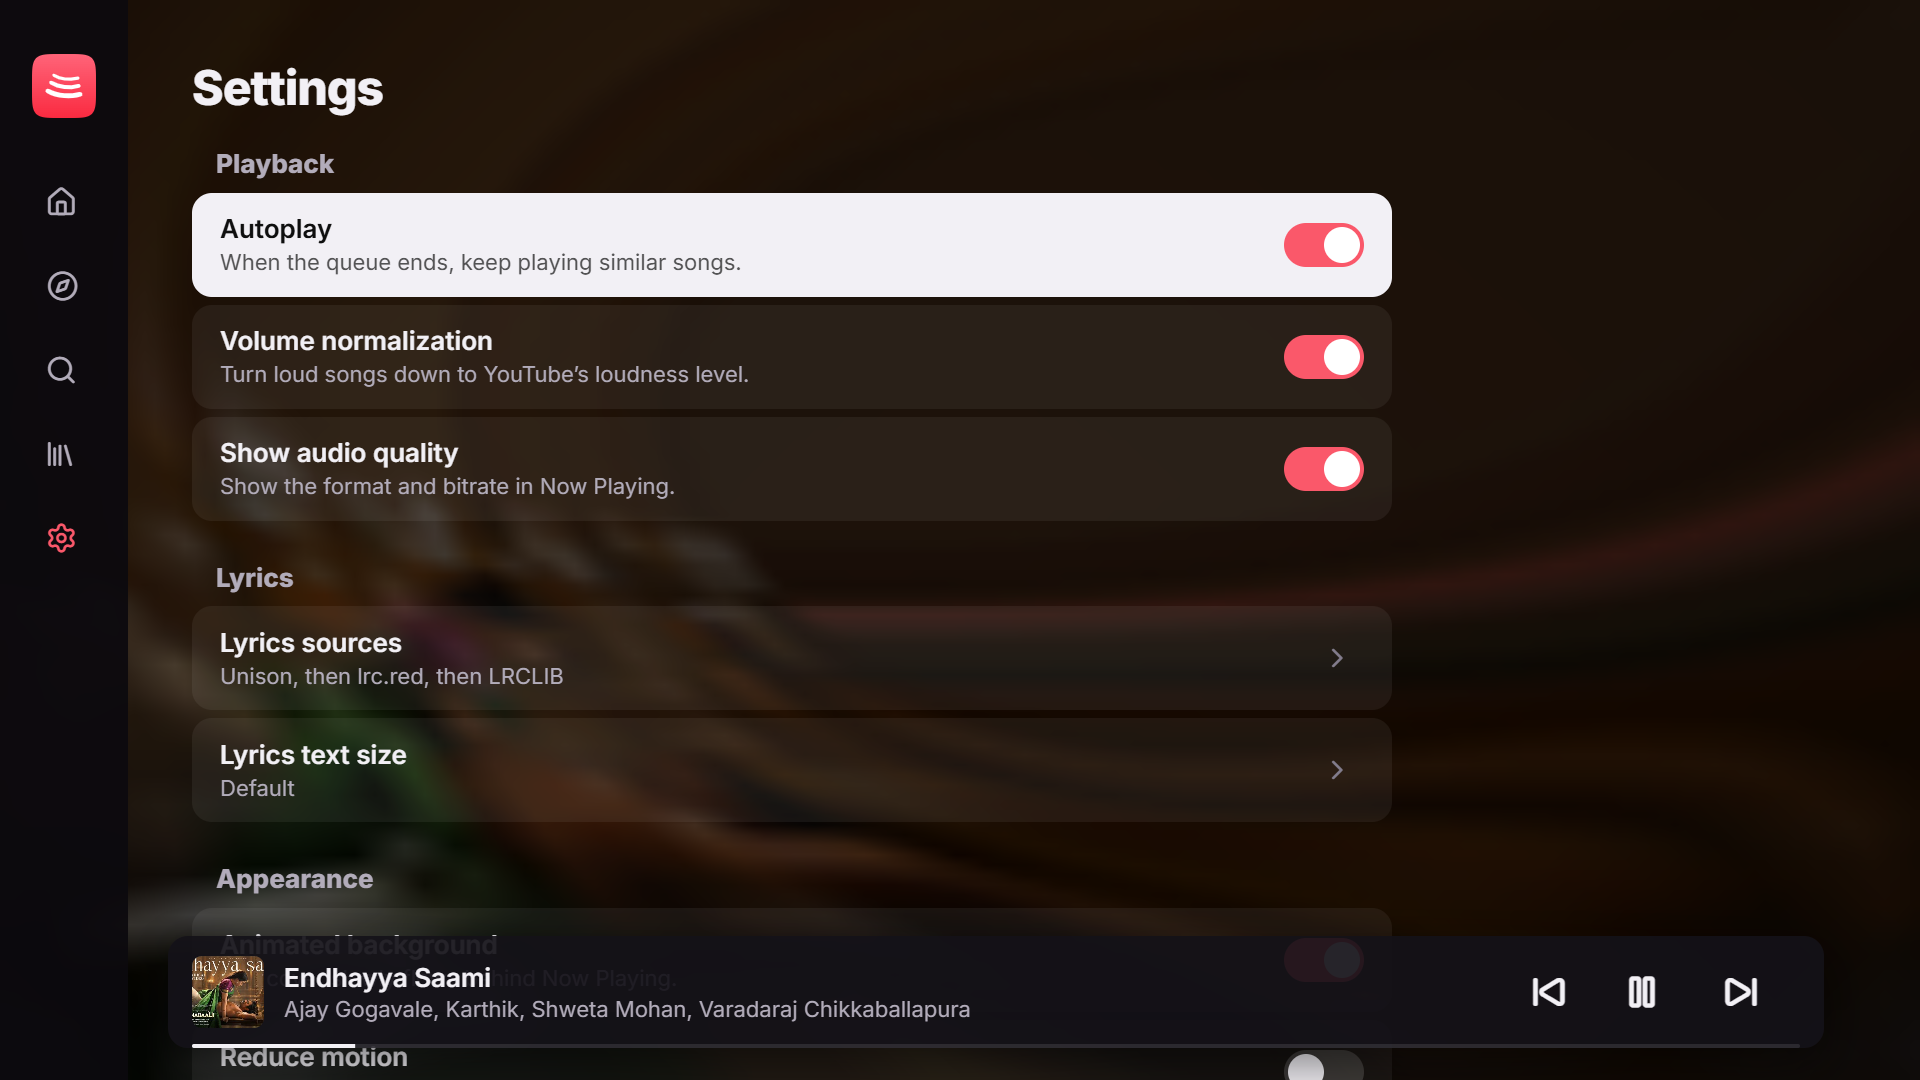 Settings
Playback
Autoplay
When the queue ends, keep playing similar songs.
Volume normalization
Turn loud songs down to YouTube’s loudness level.
Show audio quality
Show the format and bitrate in Now Playing.
Lyrics
Lyrics sources
Unison, then lrc.red, then LRCLIB
Lyrics text size
Default
Appearance
Animated background
hind Now Playing.
Endhayya Saami
Ajay Gogavale, Karthik, Shweta Mohan, Varadaraj Chikkaballapura
Reduce motion